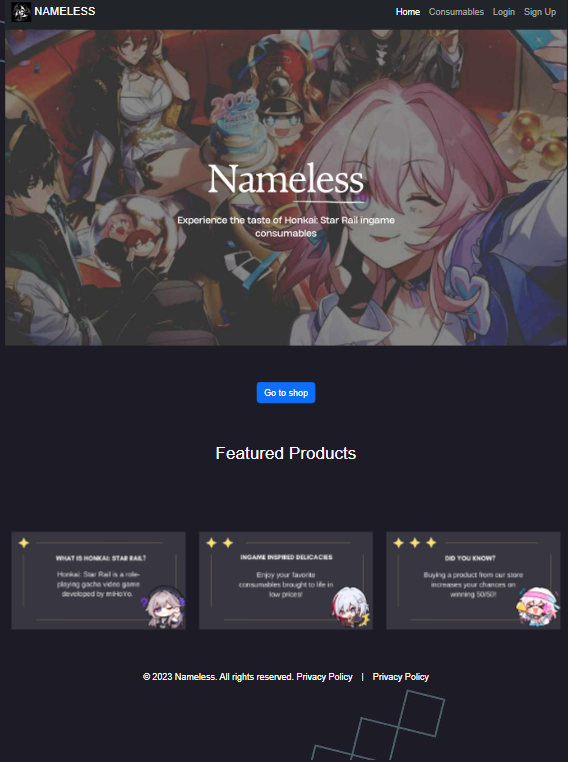 NAMELESS
Home Consumables Login Sign Up
2023
Nameless
Experience the taste of Honkai: Star Rail ingame
consumables
Go to shop
Featured Products
WHAT IS HONKAI: STAR RAIL?
Honkai: Star Rail is a role-
playing gacha video game
developed by miHoYo.
INGAME INSPIRED DELICACIES
Enjoy your favorite
consumables brought to life in
low prices!
DID YOU KNOW?
Buying a product from our store
increases your chances on
winning 50/50!
© 2023 Nameless. All rights reserved. Privacy Policy | Privacy Policy